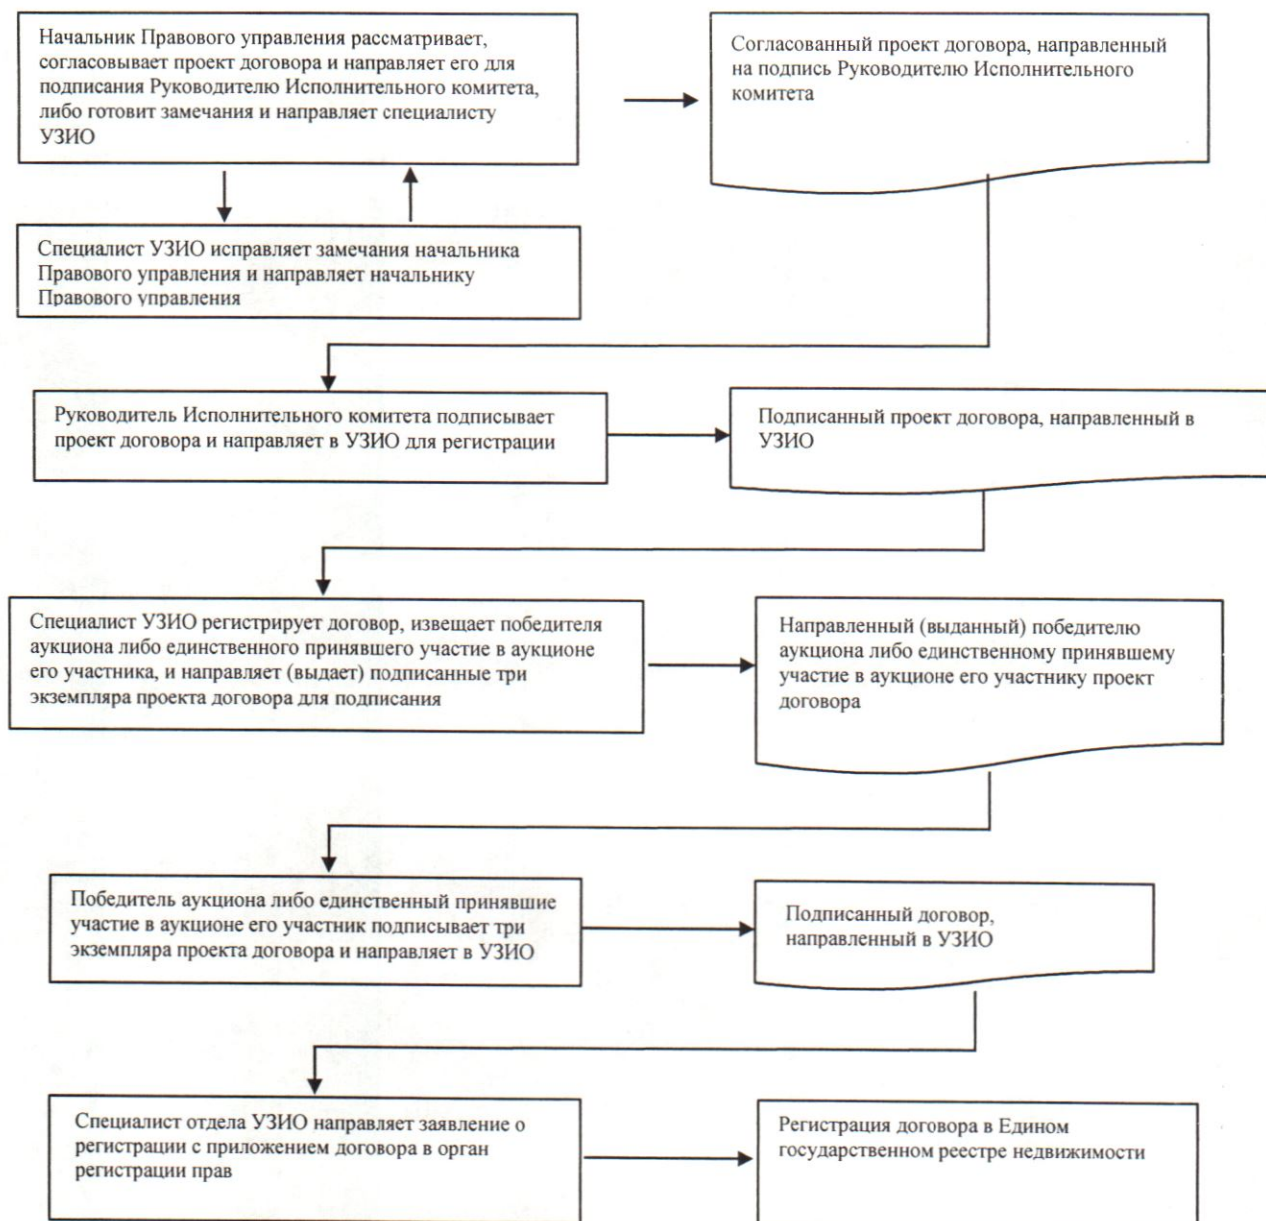 Начальник Правового управления рассматривает,
согласовывает проект договора и направляет его для
подписания Руководителю Исполнительного комитета,
либо готовит замечания и направляет специалисту
УЗИО
Согласованный проект договора, направленный
на подпись Руководителю Исполнительного
комитета
Специалист УЗИО исправляет замечания начальника
Правового управления и направляет начальнику
Правового управления
Руководитель Исполнительного комитета подписывает
проект договора и направляет в УЗИО для регистрации
Подписанный проект договора, направленный в
УЗИО
Специалист УЗИО регистрирует договор, извещает победителя
аукциона либо единственного принявшего участие в аукционе
его участника, и направляет (выдает) подписанные три
экземпляра проекта договора для подписания
Направленный (выданный) победителю
аукциона либо единственному принявшему
участие в аукционе его участнику проект
договора
Победитель аукциона либо единственный принявшие
участие в аукционе его участник подписывает три
экземпляра проекта договора и направляет в УЗИО
Подписанный договор,
направленный в УЗИО
Специалист отдела УЗИО направляет заявление о
регистрации с приложением договора в орган
регистрации прав
Регистрация договора в Едином
государственном реестре недвижимости